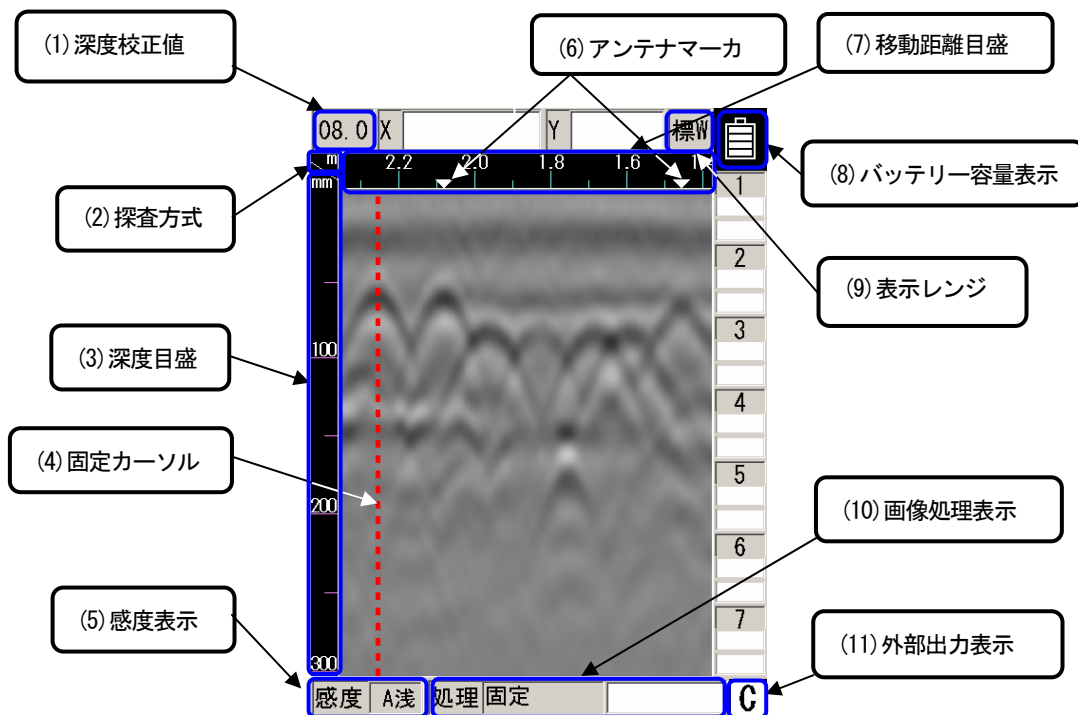 (1)深度校正値
(6)アンテナマーカ
(7)移動距離目盛
08.0 X Y 標W
m 2.2 2.0 1.8 1.6
mm
1
(8)バッテリー容量表示
(2)探査方式
2
(9)表示レンジ
3
(3)深度目盛
100
4
(4)固定カーソル
5
200
(10)画像処理表示
6
(5)感度表示
7
(11)外部出力表示
300
感度 A浅 処理 固定 C